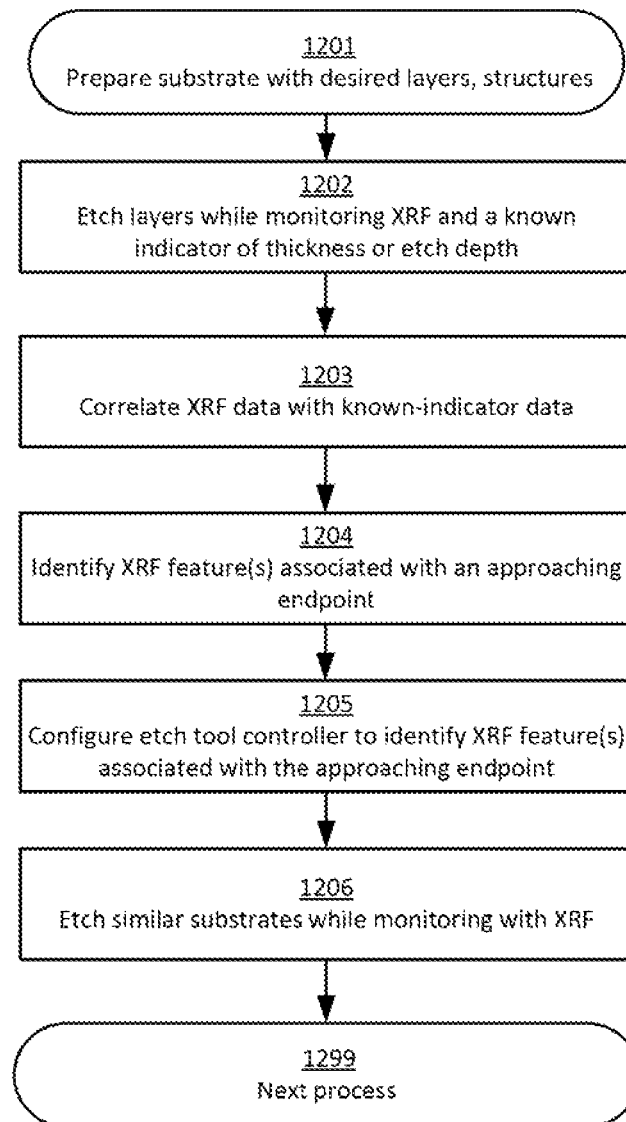 1201
Prepare substrate with desired layers, structures
1202
Etch layers while monitoring XRF and a known
indicator of thickness or etch depth
1203
Correlate XRF data with known-indicator data
1204
Identify XRF feature(s) associated with an approaching
endpoint
1205
Configure etch tool controller to identify XRF feature(s)
associated with the approaching endpoint
1206
Etch similar substrates while monitoring with XRF
1299
Next process